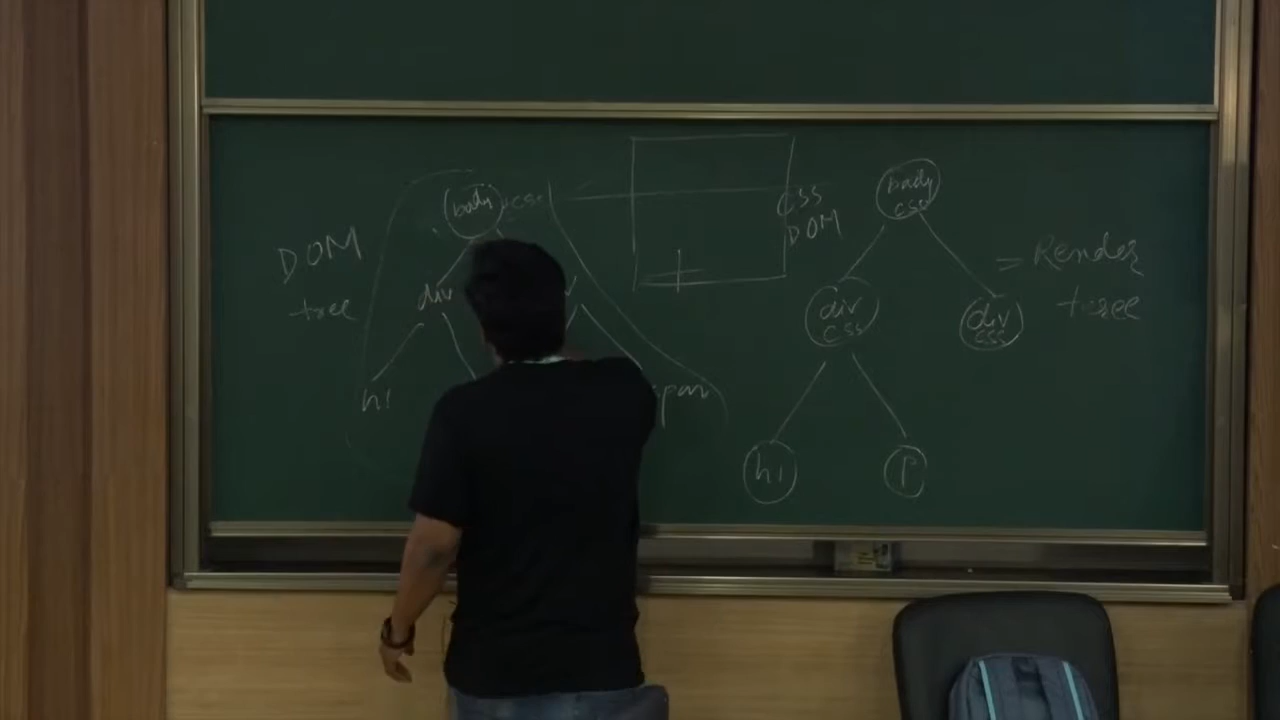 DOM
tree
body
css
div
h1
span
CSS
DOM
body
css
div
css
div
css
h1
P
= Render
tree